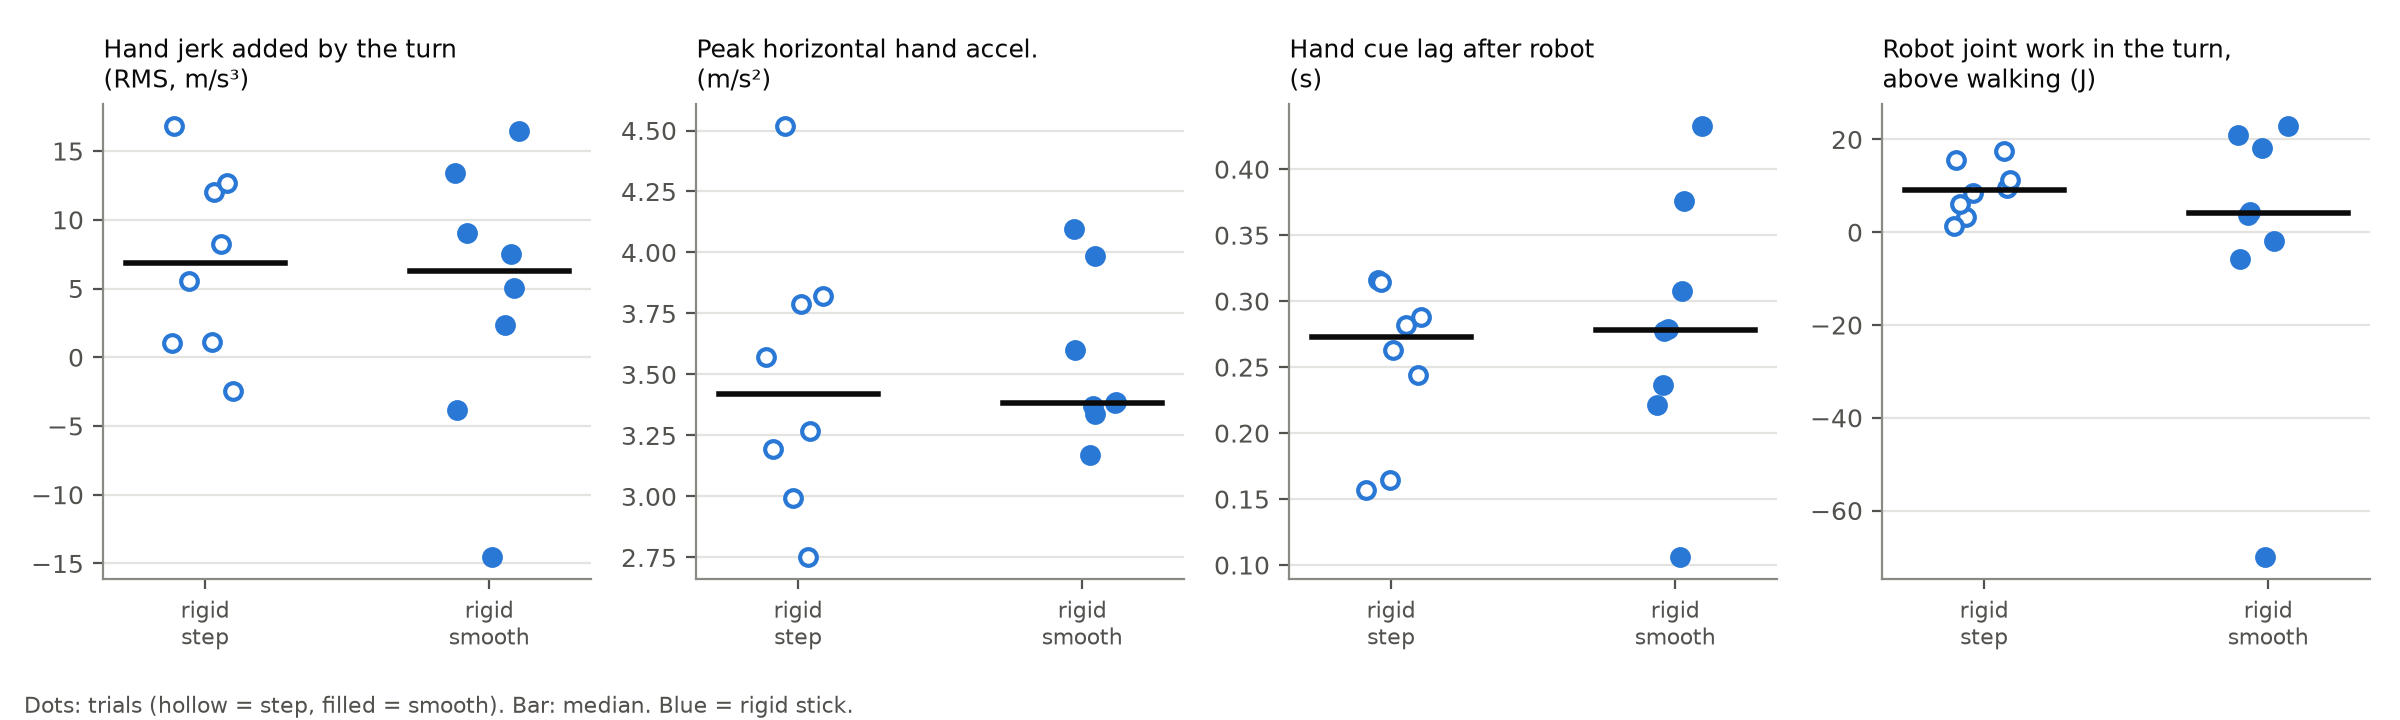 Hand jerk added by the turn
(RMS, m/s³)
15
10
5
0
−5
−10
−15
rigid
step
rigid
smooth
Peak horizontal hand accel.
(m/s²)
4.50
4.25
4.00
3.75
3.50
3.25
3.00
2.75
rigid
step
rigid
smooth
Hand cue lag after robot
(s)
0.40
0.35
0.30
0.25
0.20
0.15
0.10
rigid
step
rigid
smooth
Robot joint work in the turn,
above walking (J)
20
0
−20
−40
−60
rigid
step
rigid
smooth
Dots: trials (hollow = step, filled = smooth). Bar: median. Blue = rigid stick.